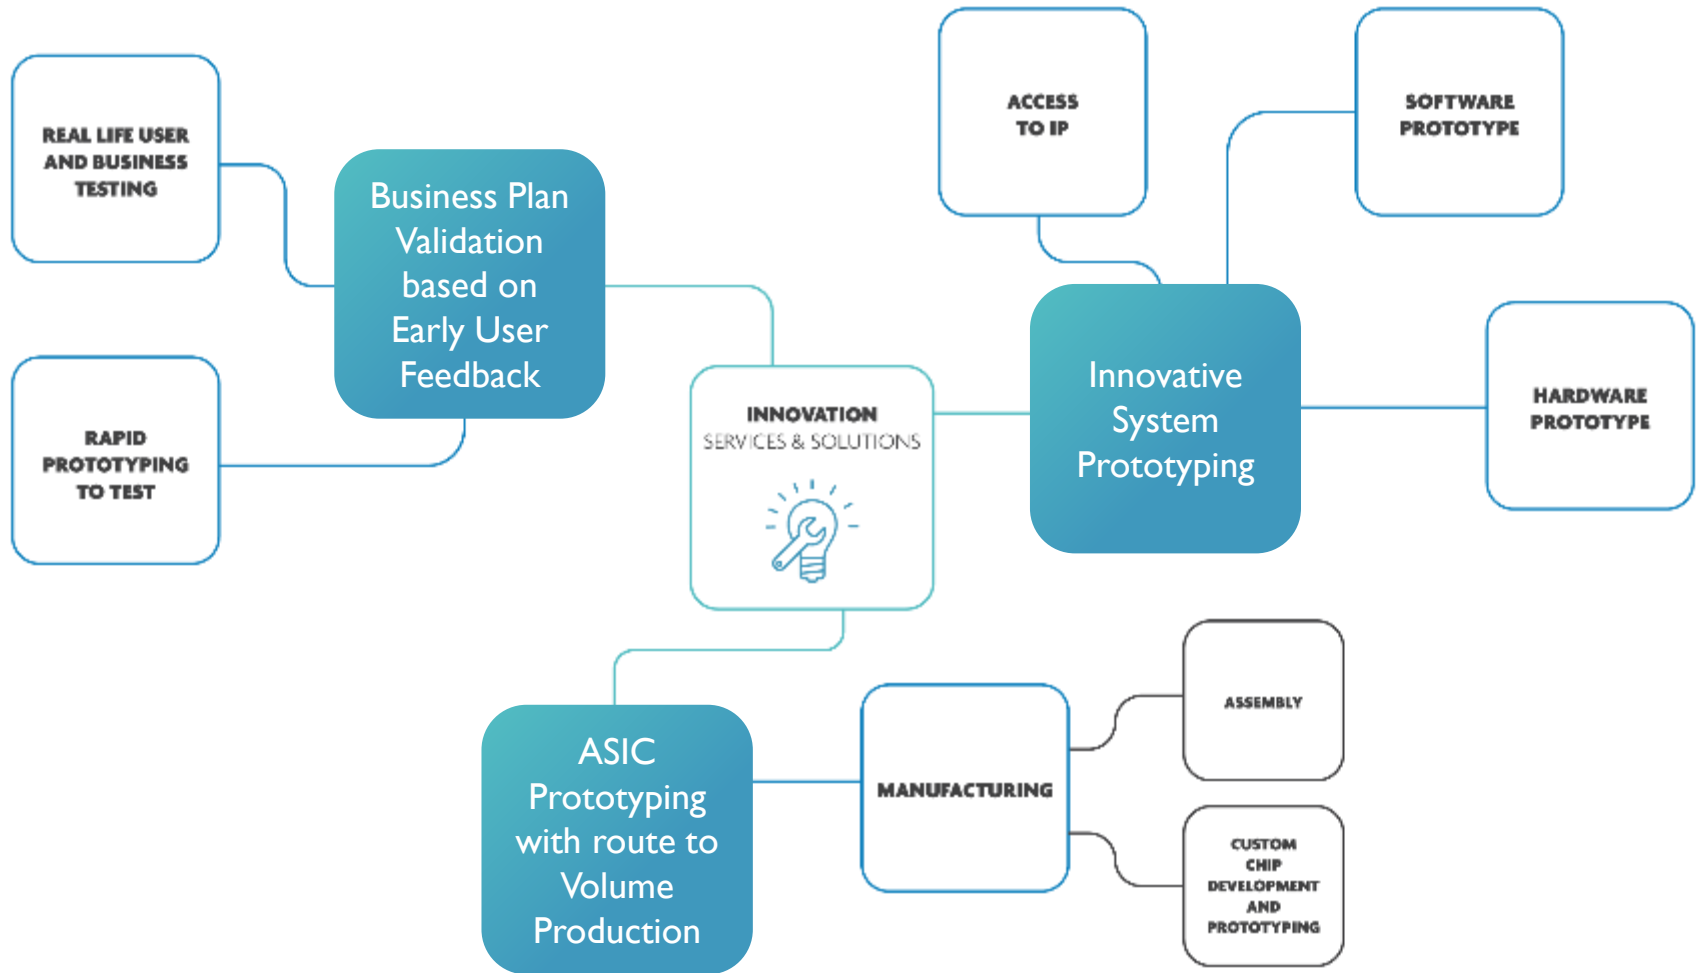 REAL LIFE USER
AND BUSINESS
TESTING
RAPID
PROTOTYPING
TO TEST
Business Plan
Validation
based on
Early User
Feedback
INNOVATION
SERVICES & SOLUTIONS
ACCESS
TO IP
SOFTWARE
PROTOTYPE
Innovative
System
Prototyping
HARDWARE
PROTOTYPE
ASIC
Prototyping
with route to
Volume
Production
MANUFACTURING
ASSEMBLY
CUSTOM
CHIP
DEVELOPMENT
AND
PROTOTYPING